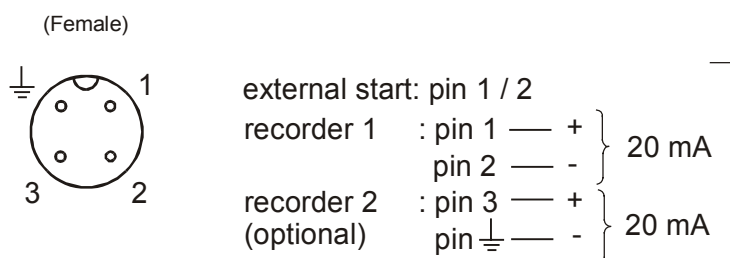 (Female)
1
3 2
external start: pin 1 / 2
recorder 1 : pin 1 — +
pin 2 — -
20 mA
recorder 2 : pin 3 — +
(optional) pin ⏚ — -
20 mA